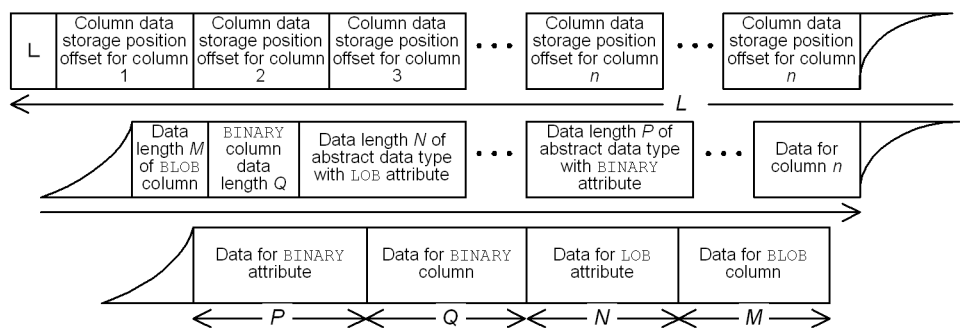 L
Column data
storage position
offset for column
1
Column data
storage position
offset for column
2
Column data
storage position
offset for column
3
• • •
Column data
storage position
offset for column
n
• • •
Column data
storage position
offset for column
n
L
Data
length M
of BLOB
column
BINARY
column
data
length Q
Data length N of
abstract data type
with LOB attribute
• • •
Data length P of
abstract data type
with BINARY
attribute
• • •
Data for
column n
Data for BINARY
attribute
Data for BINARY
column
Data for LOB
attribute
Data for BLOB
column
P
Q
N
M